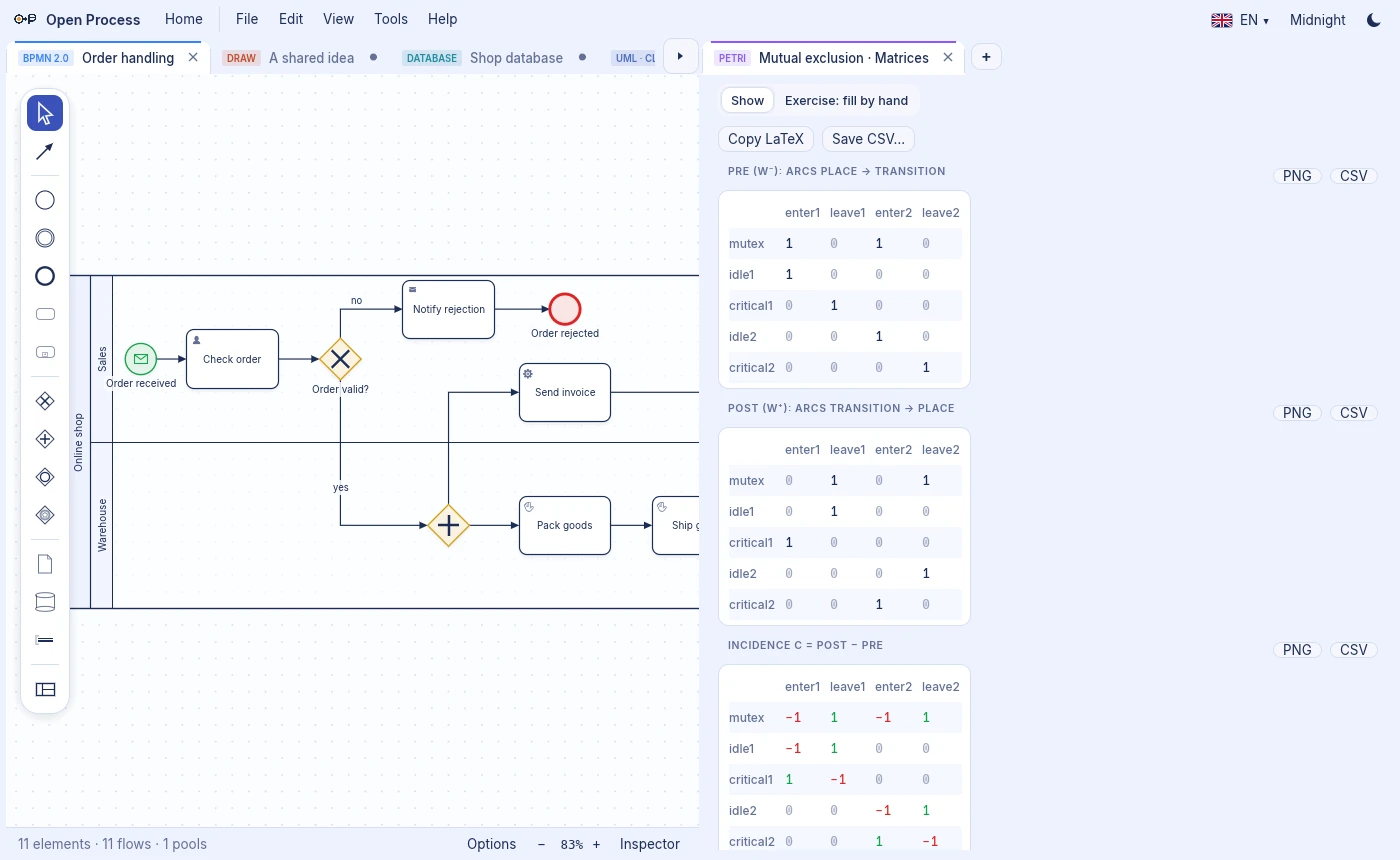 Open Process Home File Edit View Tools Help EN ▾ Midnight
BPMN 2.0 Order handling × DRAW A shared idea DATABASE Shop database UML · CL
PETRI Mutual exclusion · Matrices × +
Show Exercise: fill by hand
Copy LaTeX Save CSV...
PRE (W⁻): ARCS PLACE → TRANSITION PNG CSV
enter1 leave1 enter2 leave2
mutex 1 0 1 0
idle1 1 0 0 0
critical1 0 1 0 0
idle2 0 0 1 0
critical2 0 0 0 1
POST (W⁺): ARCS TRANSITION → PLACE PNG CSV
enter1 leave1 enter2 leave2
mutex 0 1 0 1
idle1 0 1 0 0
critical1 1 0 0 0
idle2 0 0 0 1
critical2 0 0 1 0
INCIDENCE C = POST − PRE PNG CSV
enter1 leave1 enter2 leave2
mutex −1 1 −1 1
idle1 −1 1 0 0
critical1 1 −1 0 0
idle2 0 0 −1 1
critical2 0 0 1 −1
Online shop
Sales
Warehouse
Order received
Check order
Order valid?
no
Notify rejection
Order rejected
Send invoice
yes
Pack goods
Ship g
11 elements · 11 flows · 1 pools
Options − 83% + Inspector